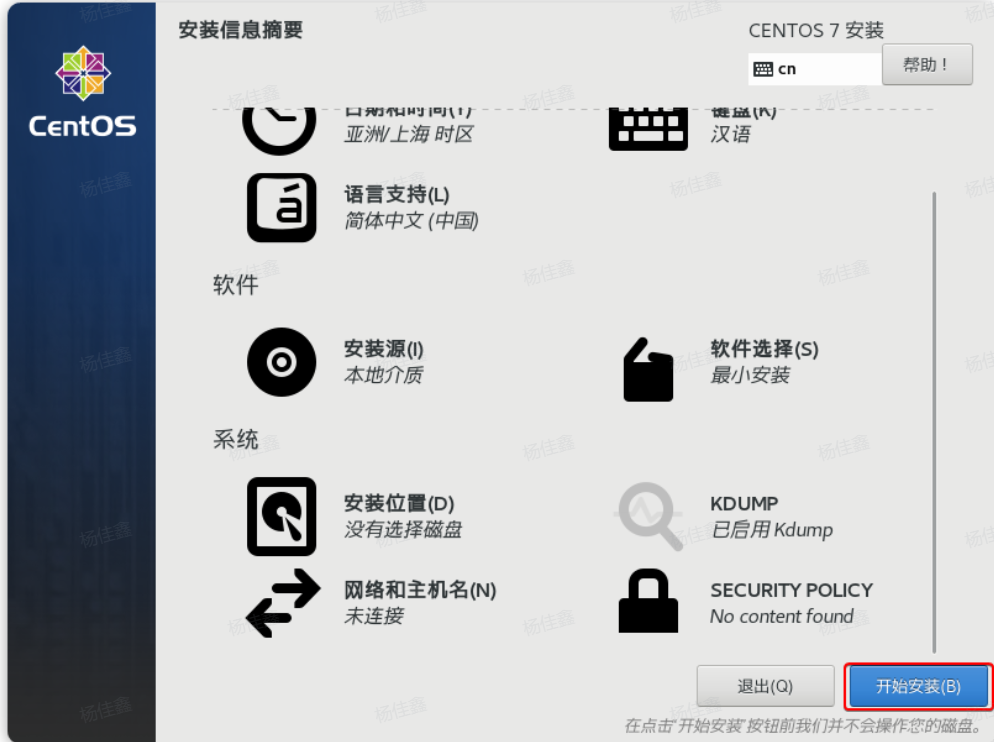 安装信息摘要
CENTOS 7 安装
cn
帮助！
CentOS
日期和时间(T)
键盘(K)
亚洲/上海 时区
汉语
语言支持(L)
简体中文 (中国)
软件
安装源(I)
软件选择(S)
本地介质
最小安装
系统
安装位置(D)
KDUMP
没有选择磁盘
已启用 Kdump
网络和主机名(N)
SECURITY POLICY
未连接
No content found
退出(Q)
开始安装(B)
在点击"开始安装"按钮前我们并不会操作您的磁盘。
杨佳鑫